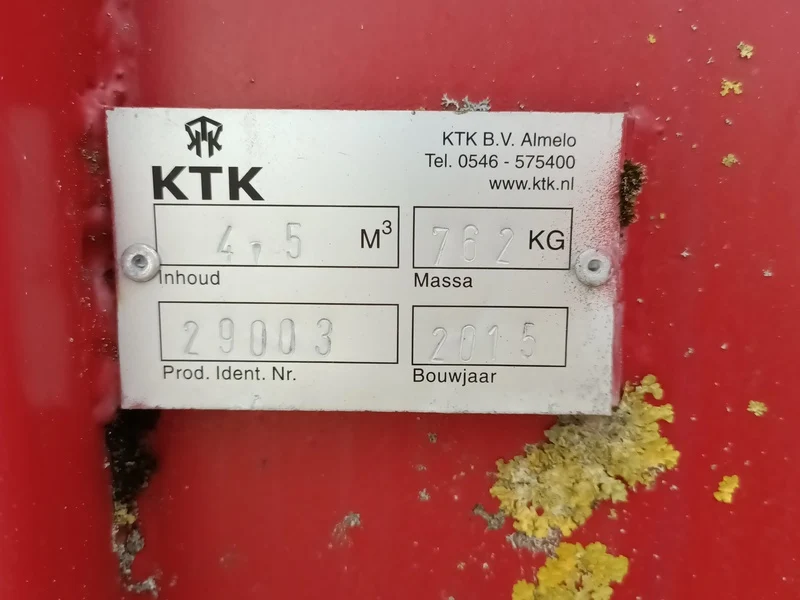 KTK
KTK B.V. Almelo
Tel. 0546 - 575400
www.ktk.nl
4,5 M³
Inhoud
762 KG
Massa
29003
Prod. Ident. Nr.
2015
Bouwjaar